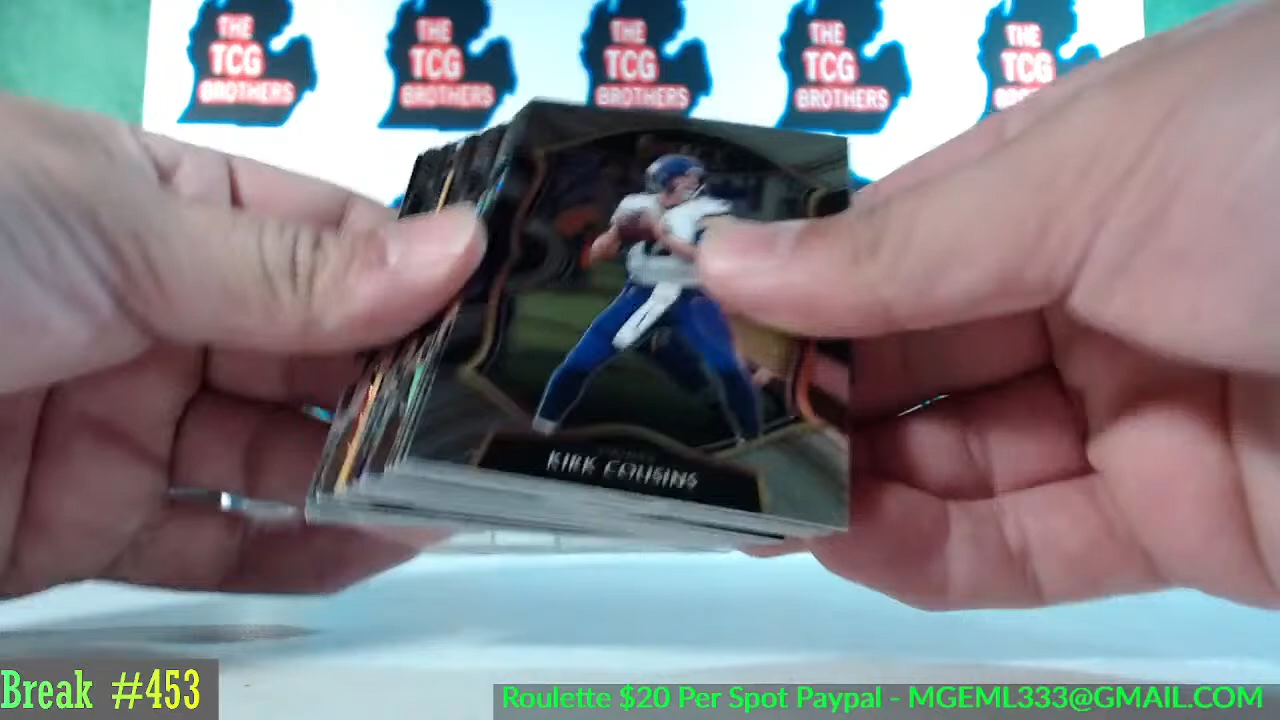 THE
TCG
BROTHERS
THE
TCG
BROTHERS
THE
TCG
BROTHERS
THE
TCG
BROTHERS
THE
TCG
BROTHERS
KIRK COUSINS
Break #453
Roulette $20 Per Spot Paypal - MGEML333@GMAIL.COM